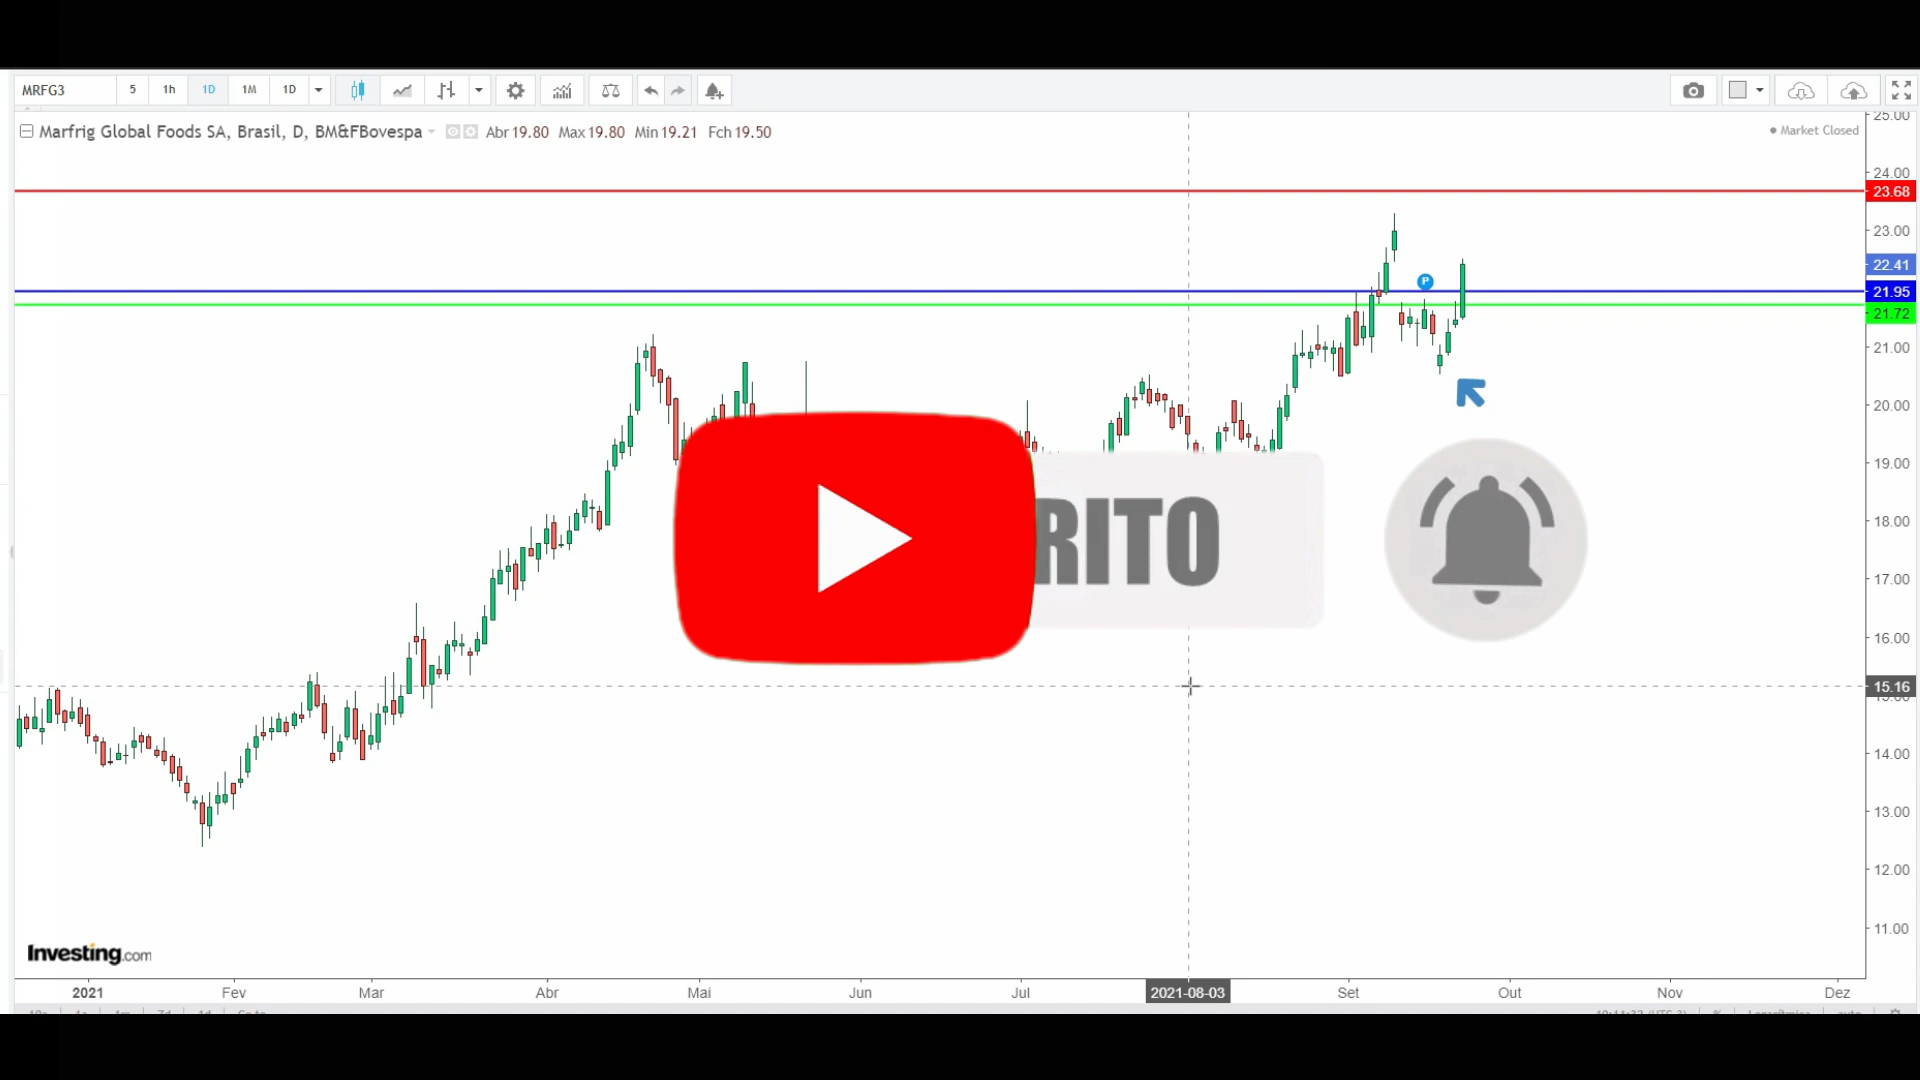 MRFG3 5 1h 1D 1M 1D
Marfrig Global Foods SA, Brasil, D, BM&FBovespa Abr 19.80 Max 19.80 Min 19.21 Fch 19.50
Market Closed
25.00
24.00
23.68
23.00
22.41
21.95
21.72
21.00
20.00
19.00
18.00
17.00
16.00
15.16
14.00
13.00
12.00
11.00
P
RITO
Investing.com
2021 Fev Mar Abr Mai Jun Jul 2021-08-03 Set Out Nov Dez